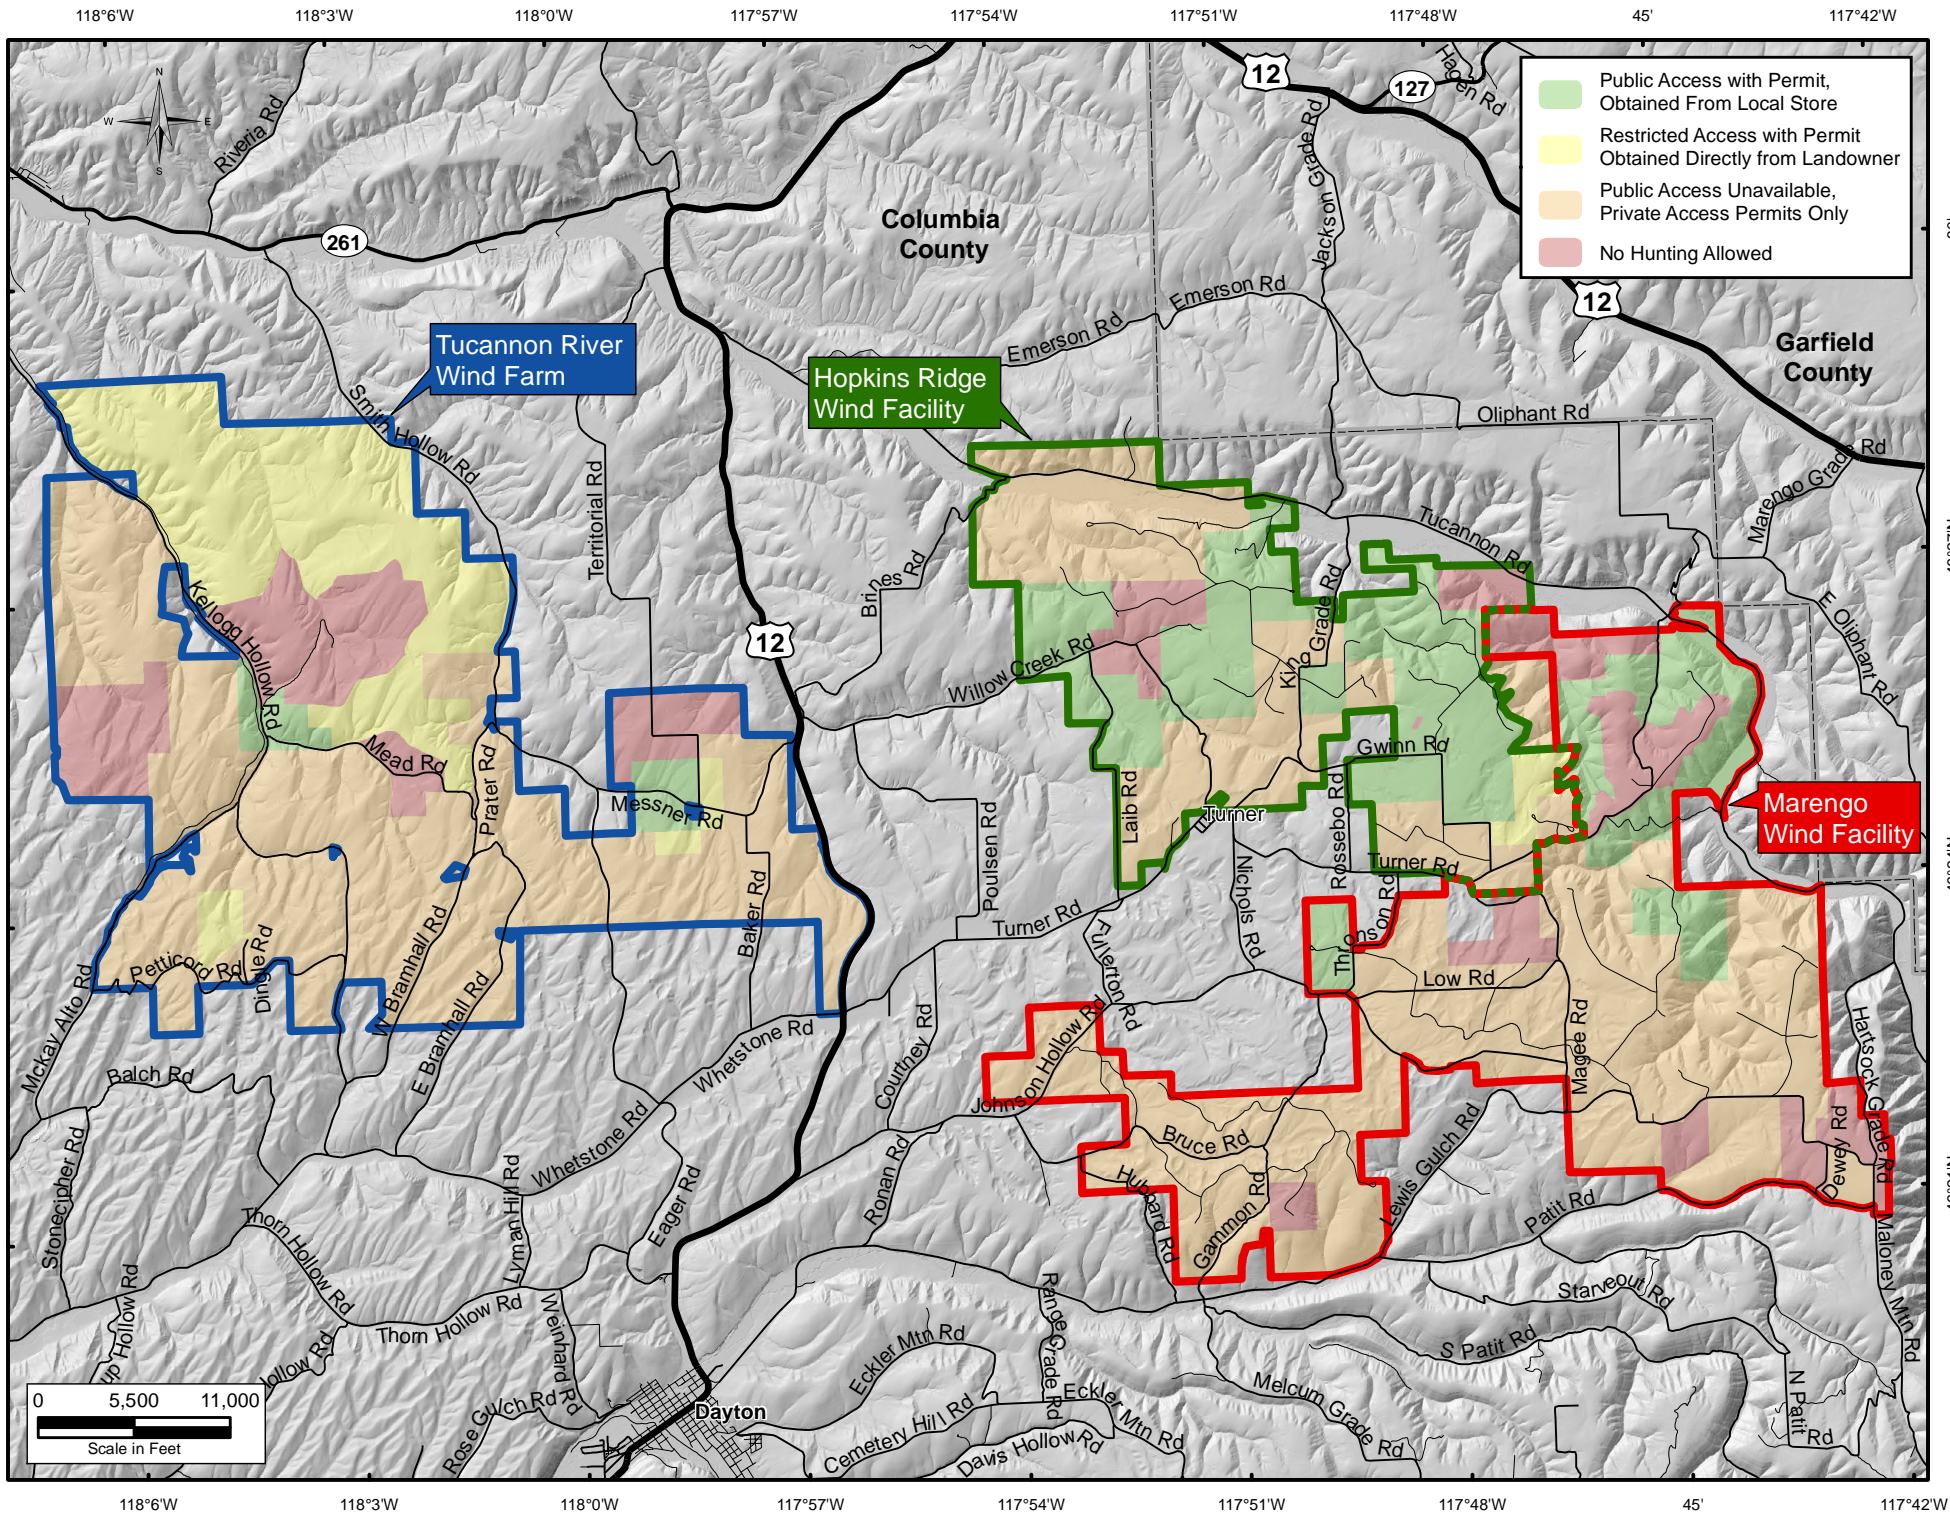 118°6'W
118°3'W
118°0'W
117°57'W
117°54'W
117°51'W
117°48'W
45'
117°42'W
N
W
E
S
Riveria Rd
261
12
127
Hagen Rd
Jackson Grade Rd
Public Access with Permit,
Obtained From Local Store
Restricted Access with Permit
Obtained Directly from Landowner
Public Access Unavailable,
Private Access Permits Only
No Hunting Allowed
Columbia
County
Emerson Rd
Emerson Rd
12
Garfield
County
Tucannon River
Wind Farm
Hopkins Ridge
Wind Facility
Smith Hollow Rd
Territorial Rd
Oliphant Rd
Marengo Grade Rd
Tucannon Rd
Brines Rd
Kellogg Hollow Rd
King Grade Rd
E Oliphant Rd
12
Willow Creek Rd
Mead Rd
Prater Rd
Gwinn Rd
Messner Rd
Laib Rd
Turner
Rossebo Rd
Marengo
Wind Facility
Poulsen Rd
Turner Rd
Nichols Rd
Baker Rd
Turner Rd
Thronson Rd
Fullerton Rd
Petticord Rd
Dingle Rd
W Bramhall Rd
E Bramhall Rd
Mckay Alto Rd
Low Rd
Magee Rd
Hartsock Grade Rd
Whetstone Rd
Courtney Rd
Johnson Hollow Rd
Balch Rd
Stonecipher Rd
Whetstone Rd
Bruce Rd
Hubbard Rd
Gammon Rd
Lewis Gulch Rd
Dewey Rd
Ronan Rd
Eager Rd
Lyman Hill Rd
Patit Rd
Maloney Mtn Rd
Thorn Hollow Rd
Thorn Hollow Rd
Weinhard Rd
up Hollow Rd
Hollow Rd
Range Grade Rd
Starveout Rd
S Patit Rd
Eckler Mtn Rd
Eckler Mtn Rd
Melcum Grade Rd
N Patit Rd
Rose Gulch Rd
Dayton
Cemetery Hill Rd
Davis Hollow Rd
0
5,500
11,000
Scale in Feet
118°6'W
118°3'W
118°0'W
117°57'W
117°54'W
117°51'W
117°48'W
45'
117°42'W